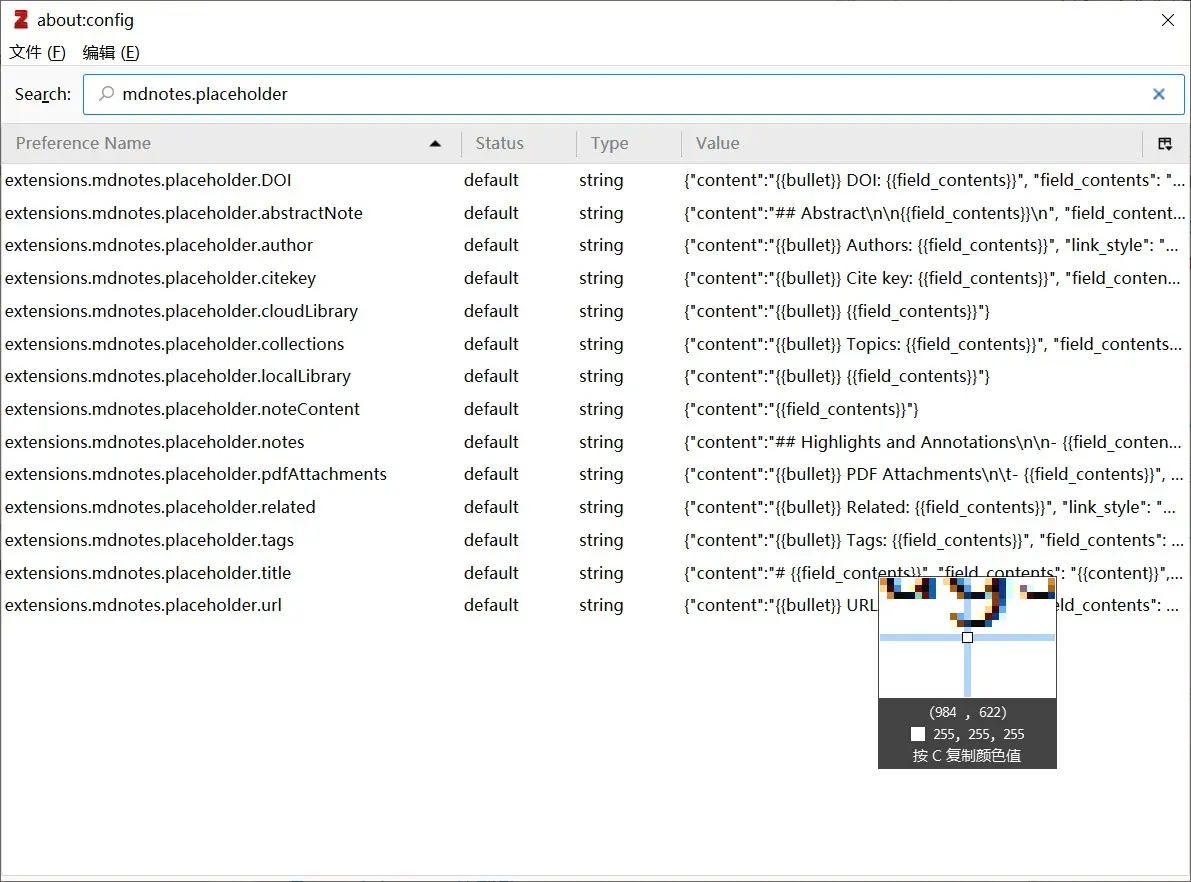 about:config
文件 (F) 编辑 (E)
Search: mdnotes.placeholder
Preference Name Status Type Value
extensions.mdnotes.placeholder.DOI default string {"content":"{{bullet}} DOI: {{field_contents}}", "field_contents": "...
extensions.mdnotes.placeholder.abstractNote default string {"content":"## Abstract\n\n{{field_contents}}\n", "field_content...
extensions.mdnotes.placeholder.author default string {"content":"{{bullet}} Authors: {{field_contents}}", "link_style": "...
extensions.mdnotes.placeholder.citekey default string {"content":"{{bullet}} Cite key: {{field_contents}}", "field_conten...
extensions.mdnotes.placeholder.cloudLibrary default string {"content":"{{bullet}} {{field_contents}}"}
extensions.mdnotes.placeholder.collections default string {"content":"{{bullet}} Topics: {{field_contents}}", "field_contents...
extensions.mdnotes.placeholder.localLibrary default string {"content":"{{bullet}} {{field_contents}}"}
extensions.mdnotes.placeholder.noteContent default string {"content":"{{field_contents}}"}
extensions.mdnotes.placeholder.notes default string {"content":"## Highlights and Annotations\n\n- {{field_conten...
extensions.mdnotes.placeholder.pdfAttachments default string {"content":"{{bullet}} PDF Attachments\n\t- {{field_contents}}", ...
extensions.mdnotes.placeholder.related default string {"content":"{{bullet}} Related: {{field_contents}}", "link_style": "...
extensions.mdnotes.placeholder.tags default string {"content":"{{bullet}} Tags: {{field_contents}}", "field_contents": ...
extensions.mdnotes.placeholder.title default string {"content":"# {{field_contents}}", "field_contents": "{{content}}",...
extensions.mdnotes.placeholder.url default string {"content":"{{bullet}} URL eld_contents": ...
(984 , 622)
255, 255, 255
按 C 复制颜色值